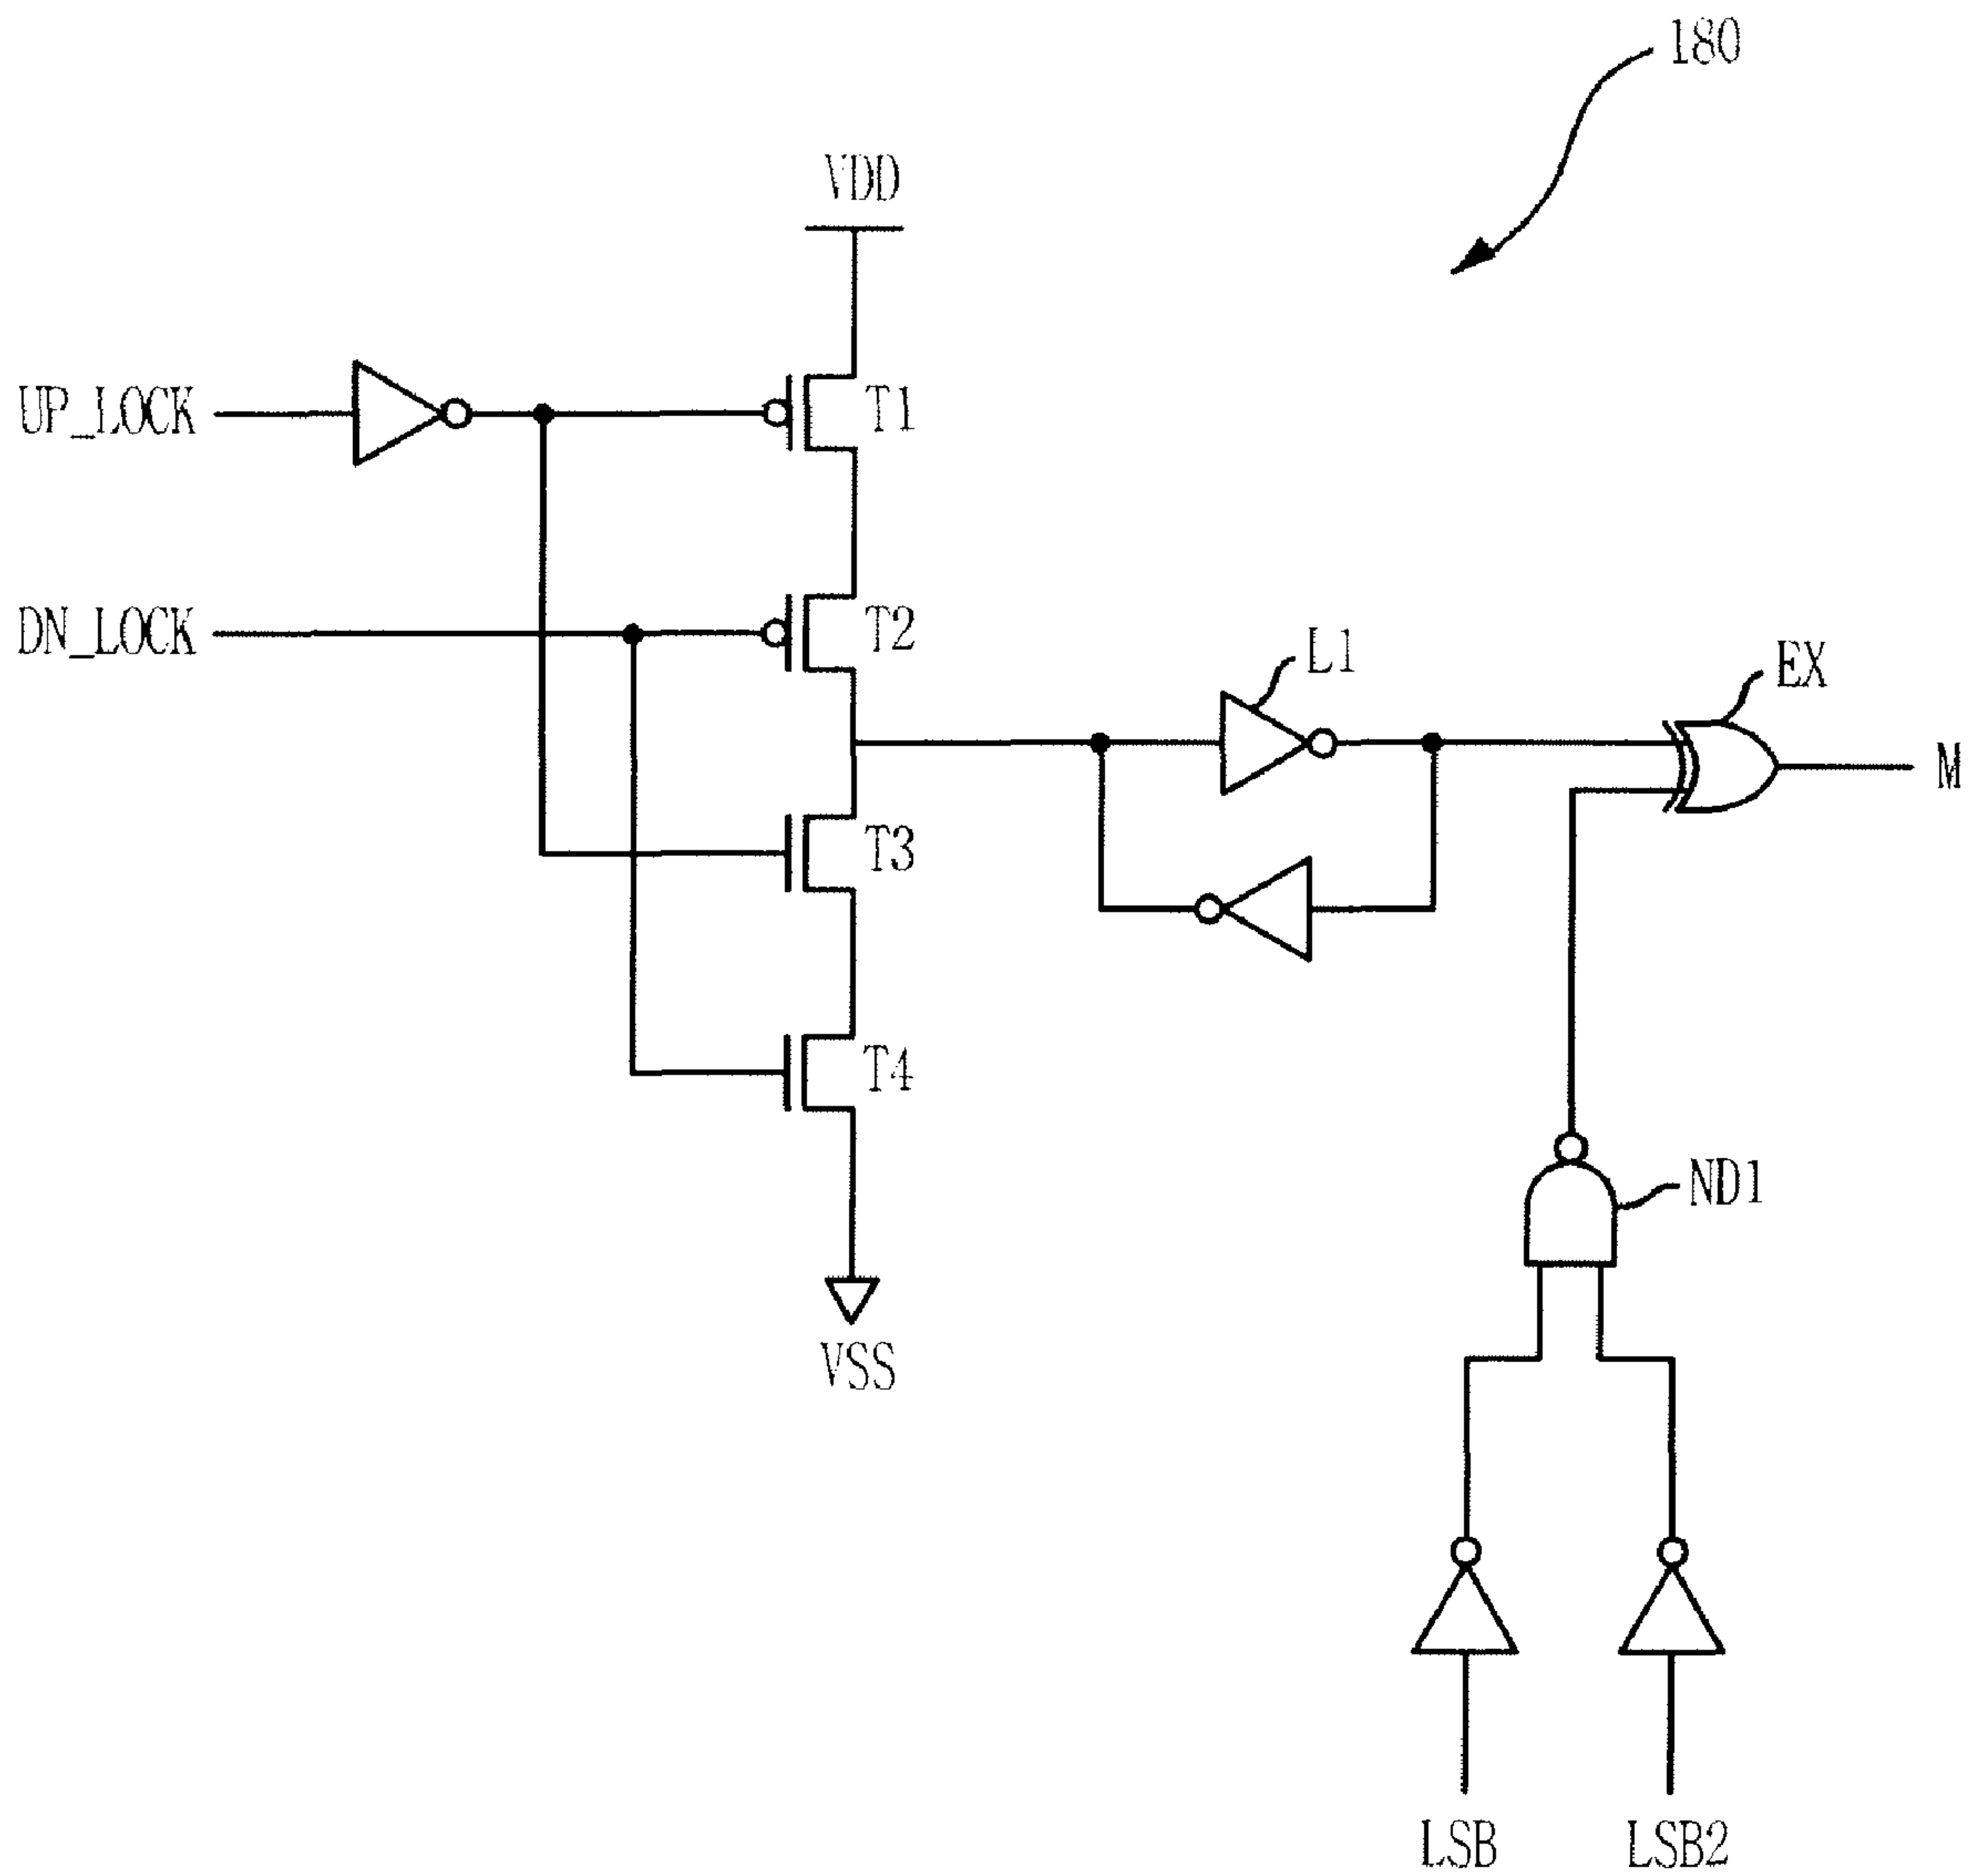 180
VDD
UP_LOCK
T1
DN_LOCK
T2
L1
EX
M
T3
T4
ND1
VSS
LSB
LSB2